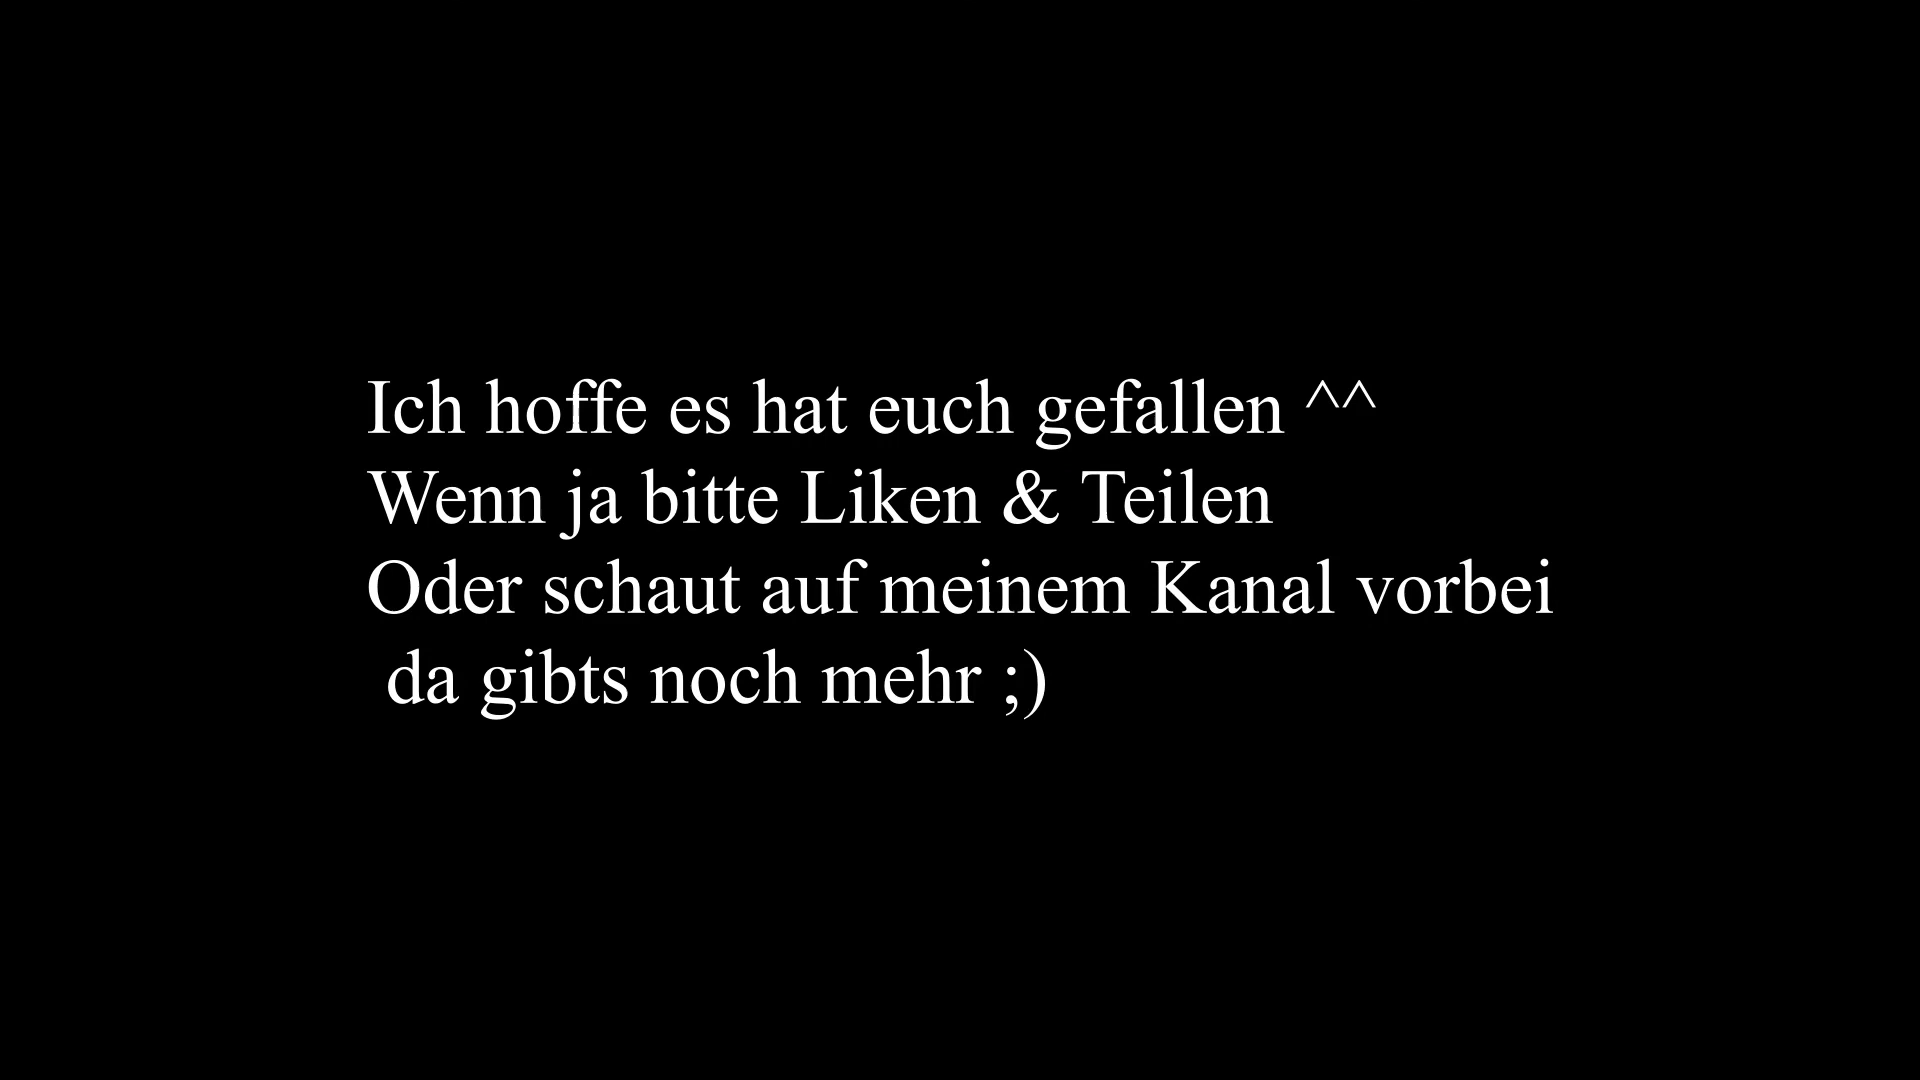 Ich hoffe es hat euch gefallen ^^
Wenn ja bitte Liken & Teilen
Oder schaut auf meinem Kanal vorbei
da gibts noch mehr ;)